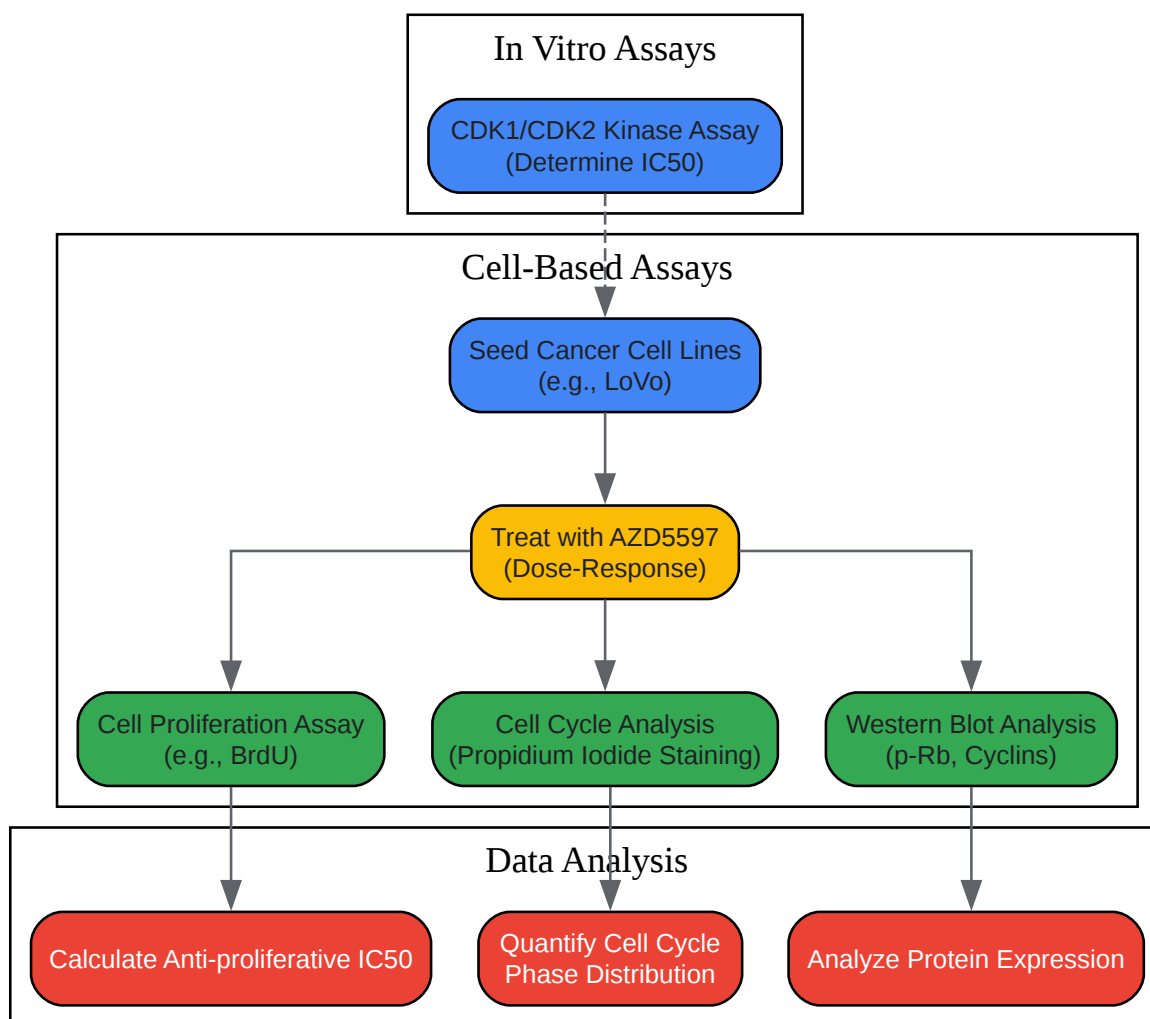 In Vitro Assays
CDK1/CDK2 Kinase Assay
(Determine IC50)
Cell-Based Assays
Seed Cancer Cell Lines
(e.g., LoVo)
Treat with AZD5597
(Dose-Response)
Cell Proliferation Assay
(e.g., BrdU)
Cell Cycle Analysis
(Propidium Iodide Staining)
Western Blot Analysis
(p-Rb, Cyclins)
Data Analysis
Calculate Anti-proliferative IC50
Quantify Cell Cycle
Phase Distribution
Analyze Protein Expression